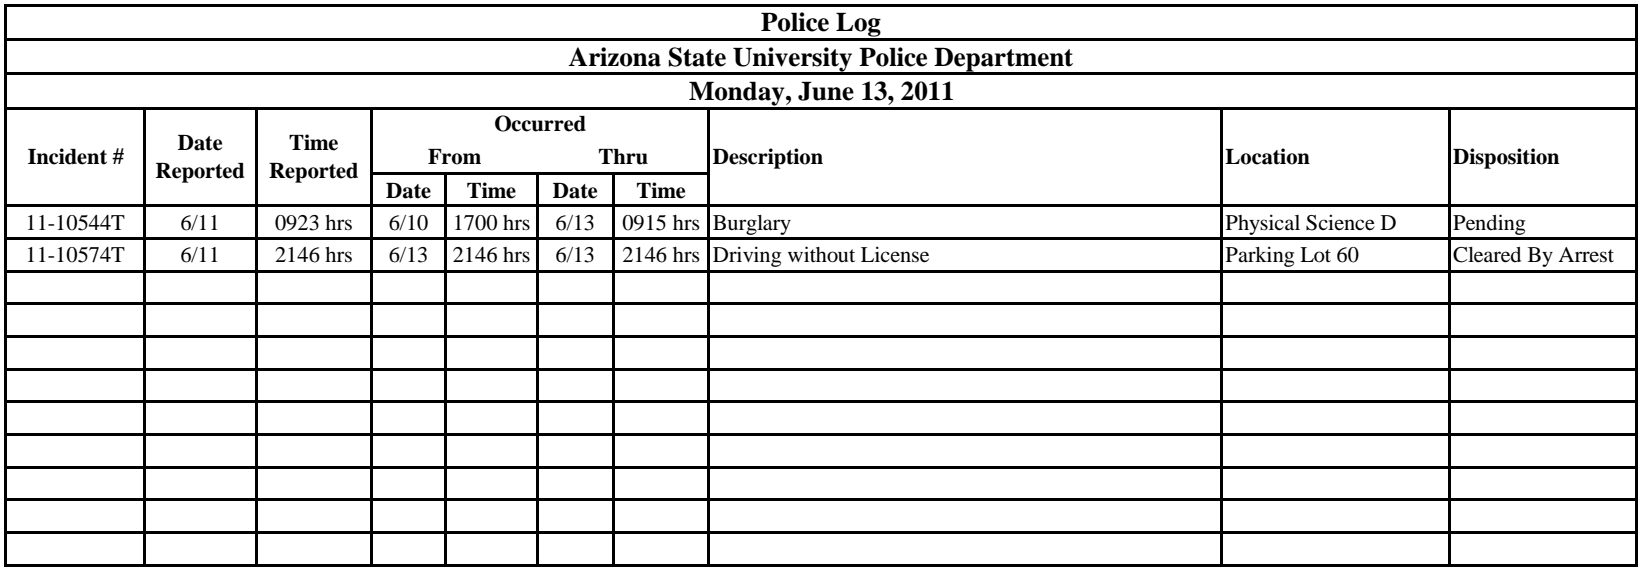 Police Log
Arizona State University Police Department
Monday, June 13, 2011
Incident # Date Reported Time Reported Occurred From Thru Description Location Disposition
Date Time Date Time
11-10544T 6/11 0923 hrs 6/10 1700 hrs 6/13 0915 hrs Burglary Physical Science D Pending
11-10574T 6/11 2146 hrs 6/13 2146 hrs 6/13 2146 hrs Driving without License Parking Lot 60 Cleared By Arrest